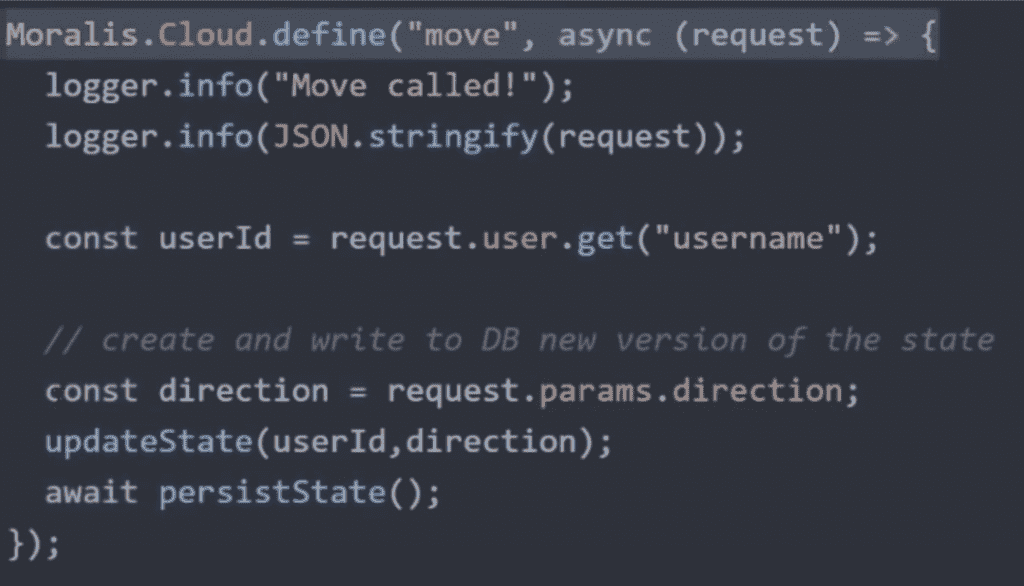 Moralis.Cloud.define("move", async (request) => {
  logger.info("Move called!");
  logger.info(JSON.stringify(request));
  const userId = request.user.get("username");
  // create and write to DB new version of the state
  const direction = request.params.direction;
  updateState(userId,direction);
  await persistState();
});